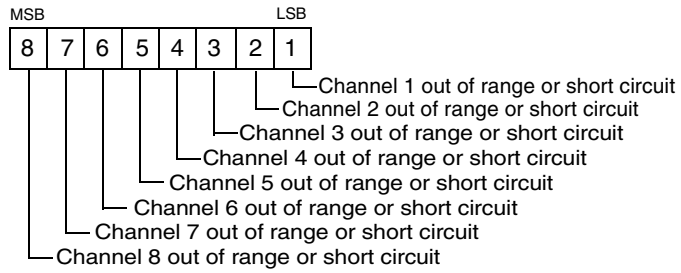 MSB LSB
8 7 6 5 4 3 2 1
Channel 1 out of range or short circuit
Channel 2 out of range or short circuit
Channel 3 out of range or short circuit
Channel 4 out of range or short circuit
Channel 5 out of range or short circuit
Channel 6 out of range or short circuit
Channel 7 out of range or short circuit
Channel 8 out of range or short circuit